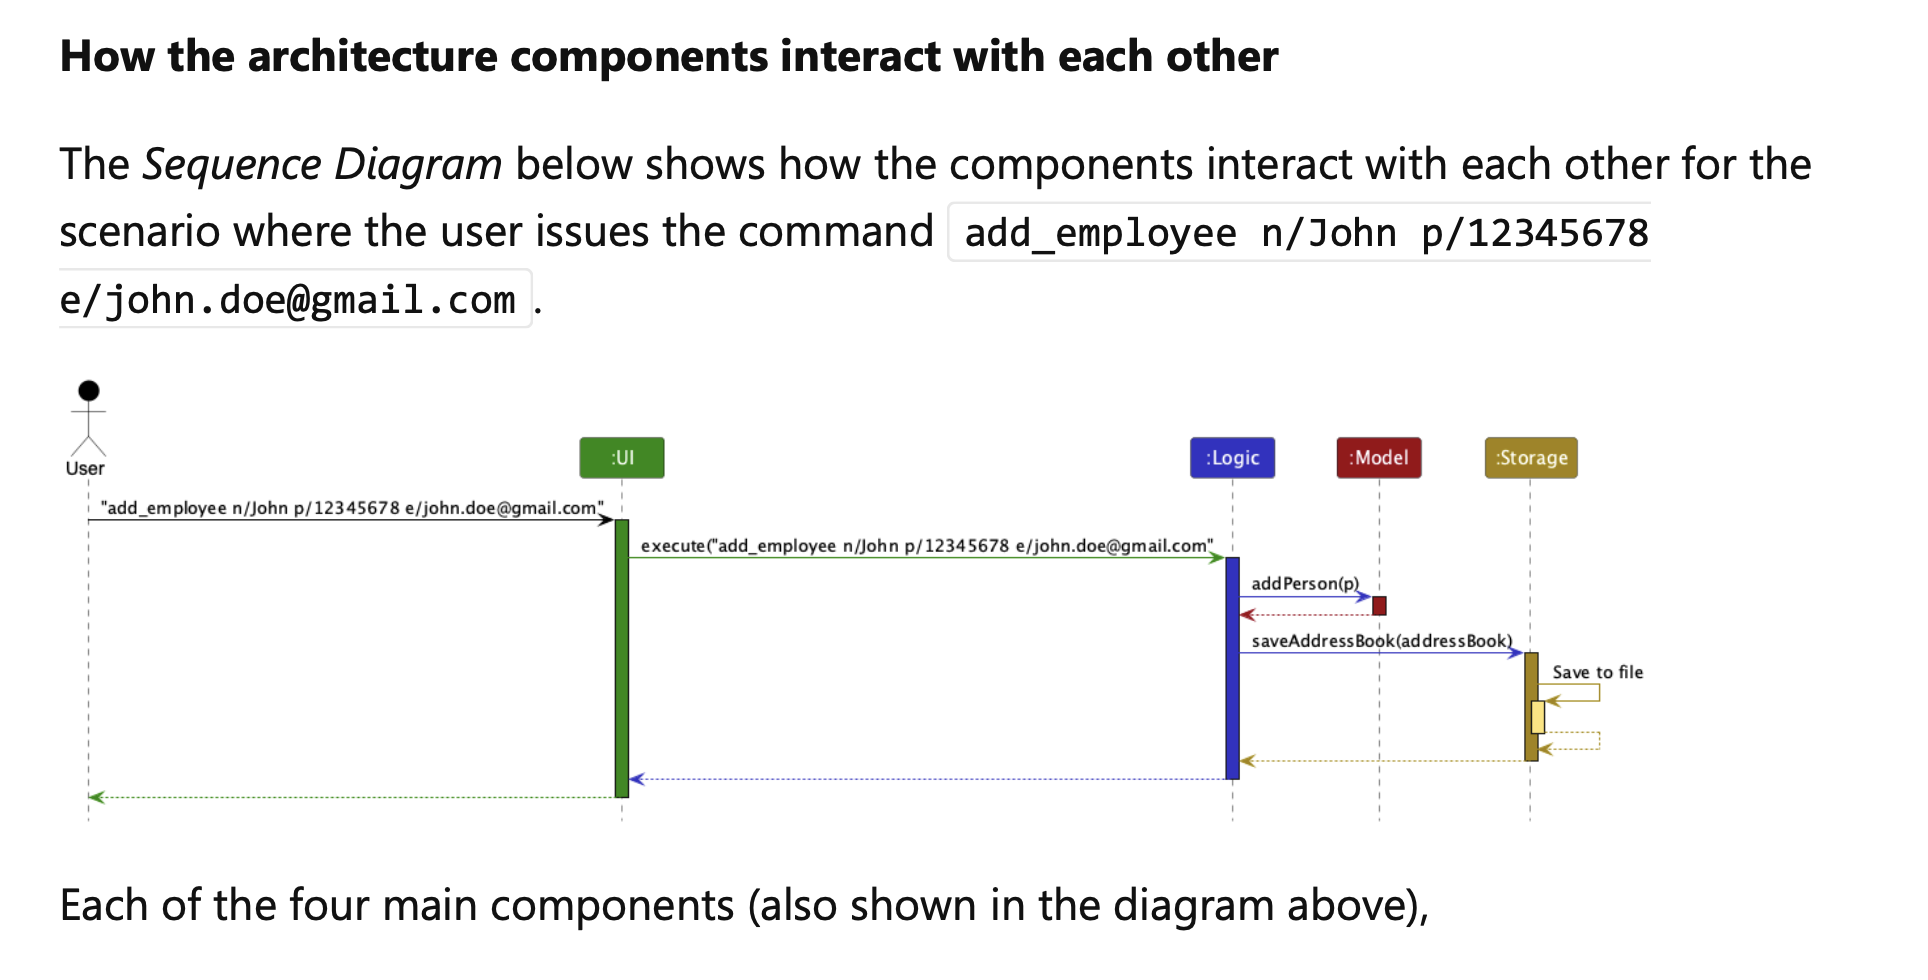 How the architecture components interact with each other
The Sequence Diagram below shows how the components interact with each other for the
scenario where the user issues the command add_employee n/John p/12345678
e/john.doe@gmail.com .
User
:UI
:Logic
:Model
:Storage
"add_employee n/John p/12345678 e/john.doe@gmail.com"
execute("add_employee n/John p/12345678 e/john.doe@gmail.com"
addPerson(p)
saveAddressBook(addressBook)
Save to file
Each of the four main components (also shown in the diagram above),